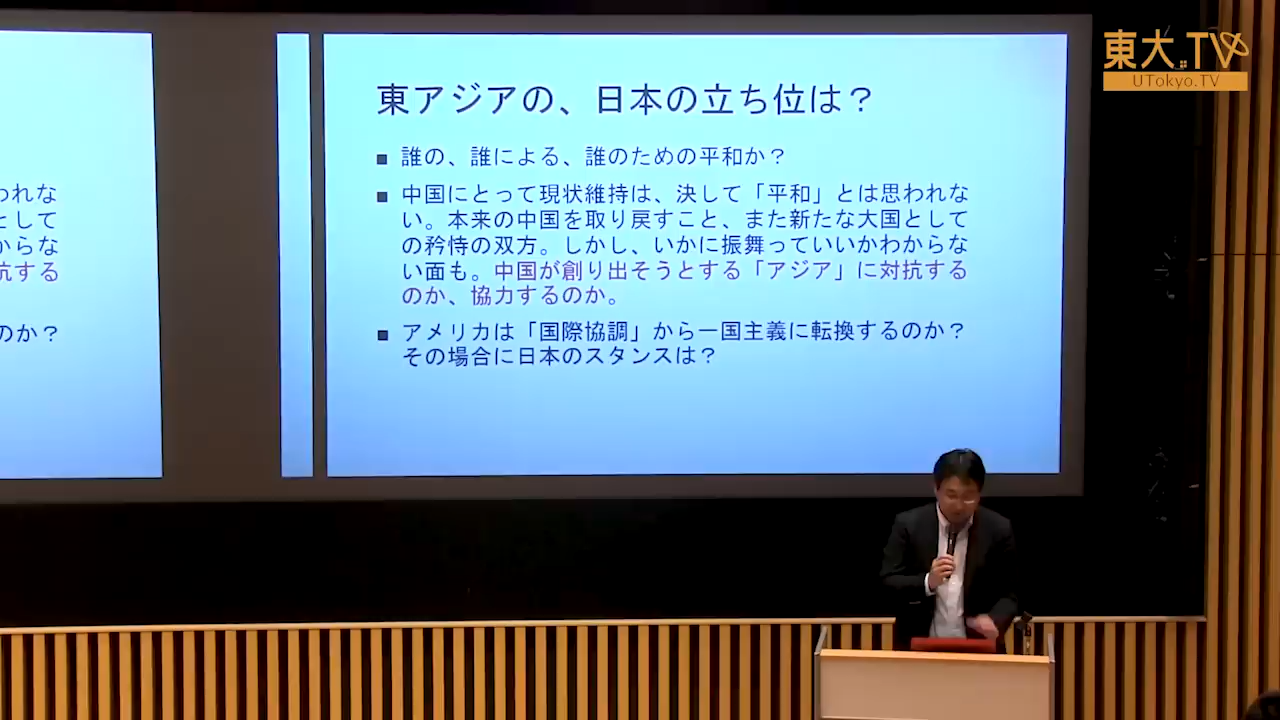 東大TV
UTokyo.TV
東アジアの、日本の立ち位は？
■ 誰の、誰による、誰のための平和か？
■ 中国にとって現状維持は、決して「平和」とは思われな
い。本来の中国を取り戻すこと、また新たな大国として
の矜恃の双方。しかし、いかに振舞っていいかわからな
い面も。中国が創り出そうとする「アジア」に対抗する
のか、協力するのか。
■ アメリカは「国際協調」から一国主義に転換するのか？
その場合に日本のスタンスは？
われな
として
からな
抗する
のか？